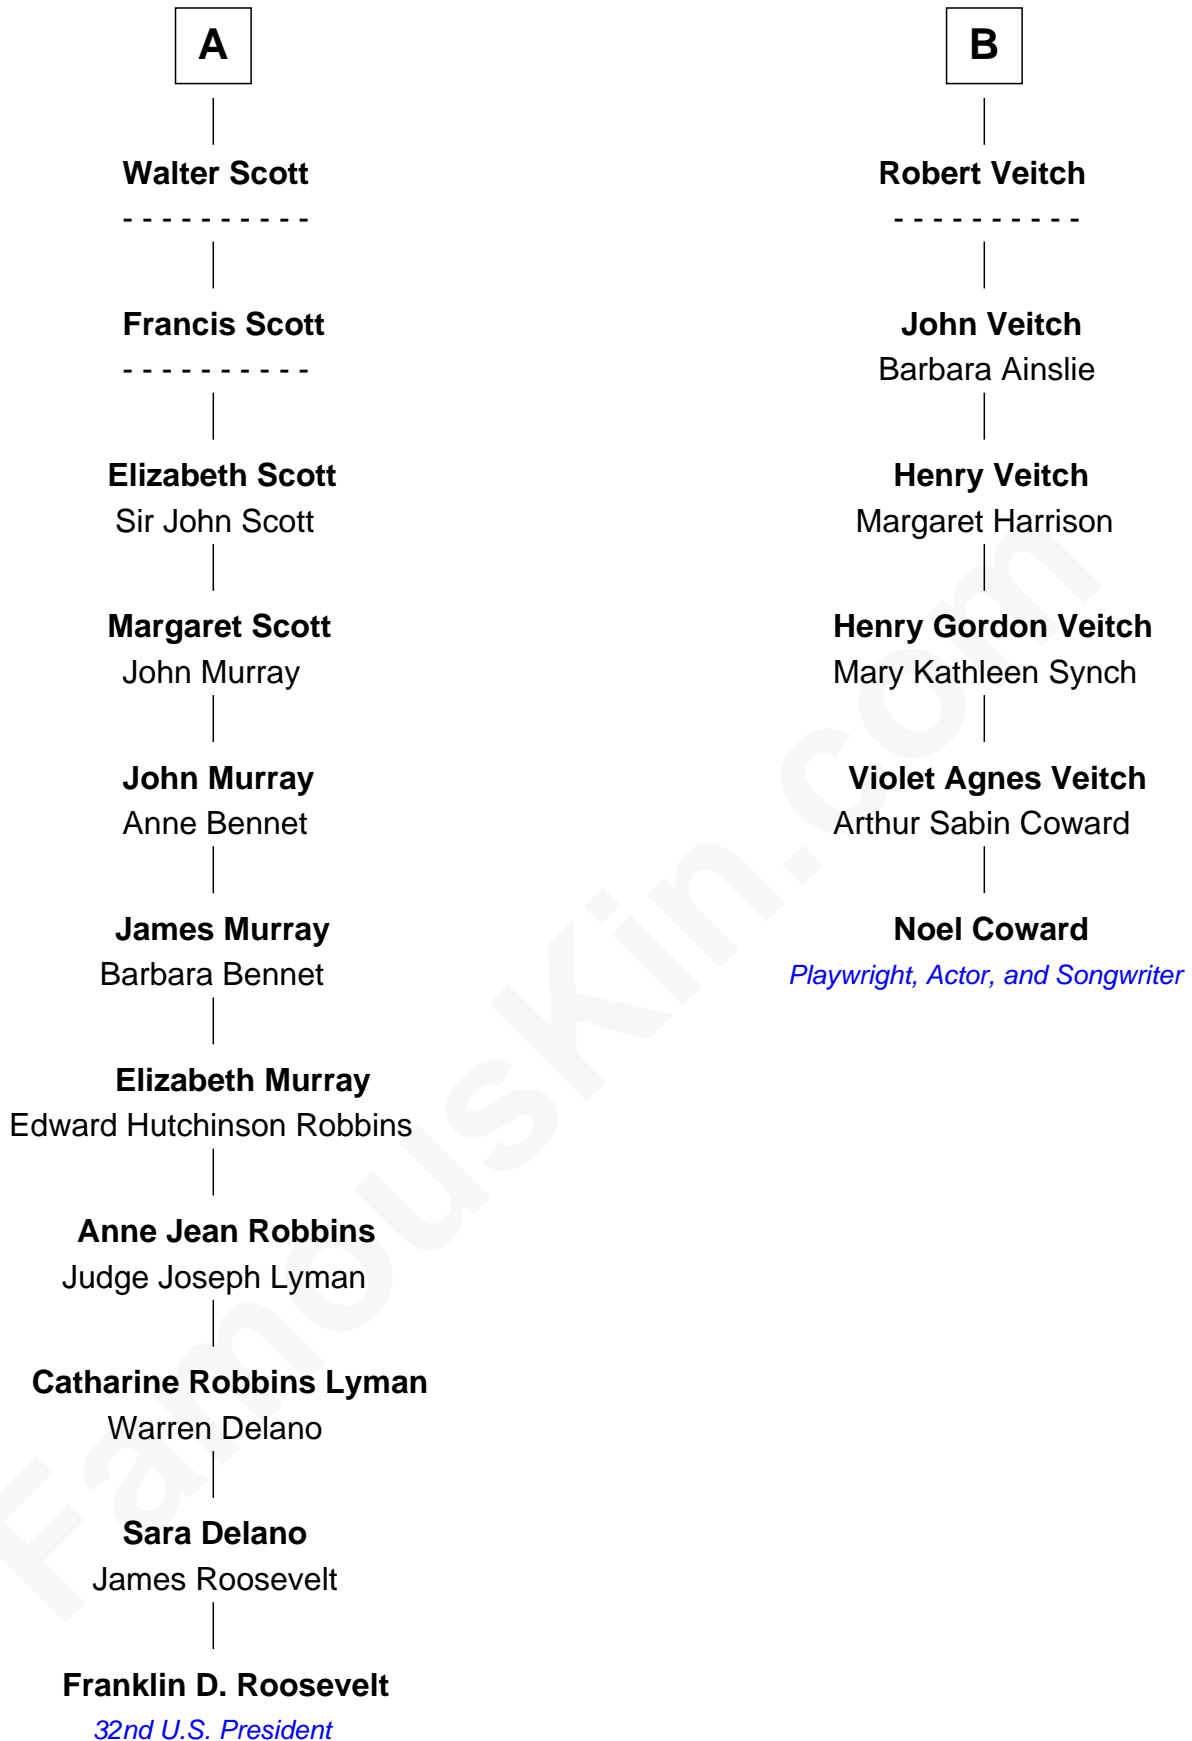 A
Walter Scott
- - - - - - - - - -
Francis Scott
- - - - - - - - - -
Elizabeth Scott
Sir John Scott
Margaret Scott
John Murray
John Murray
Anne Bennet
James Murray
Barbara Bennet
Elizabeth Murray
Edward Hutchinson Robbins
Anne Jean Robbins
Judge Joseph Lyman
Catharine Robbins Lyman
Warren Delano
Sara Delano
James Roosevelt
Franklin D. Roosevelt
32nd U.S. President
B
Robert Veitch
- - - - - - - - - -
John Veitch
Barbara Ainslie
Henry Veitch
Margaret Harrison
Henry Gordon Veitch
Mary Kathleen Synch
Violet Agnes Veitch
Arthur Sabin Coward
Noel Coward
Playwright, Actor, and Songwriter
FamousKin.com